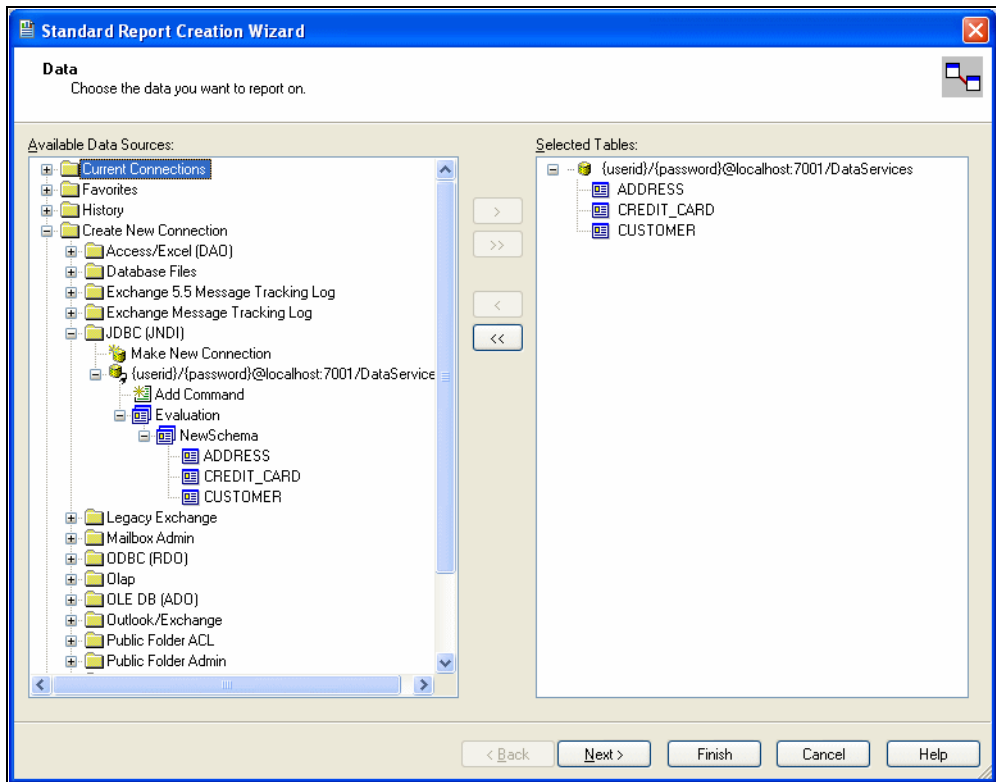 Standard Report Creation Wizard
Data
Choose the data you want to report on.
Available Data Sources:
Current Connections
Favorites
History
Create New Connection
Access/Excel (DAO)
Database Files
Exchange 5.5 Message Tracking Log
Exchange Message Tracking Log
JDBC (JNDI)
Make New Connection
{userid}/{password}@localhost:7001/DataService
Add Command
Evaluation
NewSchema
ADDRESS
CREDIT_CARD
CUSTOMER
Legacy Exchange
Mailbox Admin
ODBC (RDO)
Olap
OLE DB (ADO)
Outlook/Exchange
Public Folder ACL
Public Folder Admin
>
>>
<
<<
Selected Tables:
{userid}/{password}@localhost:7001/DataServices
ADDRESS
CREDIT_CARD
CUSTOMER
< Back
Next >
Finish
Cancel
Help